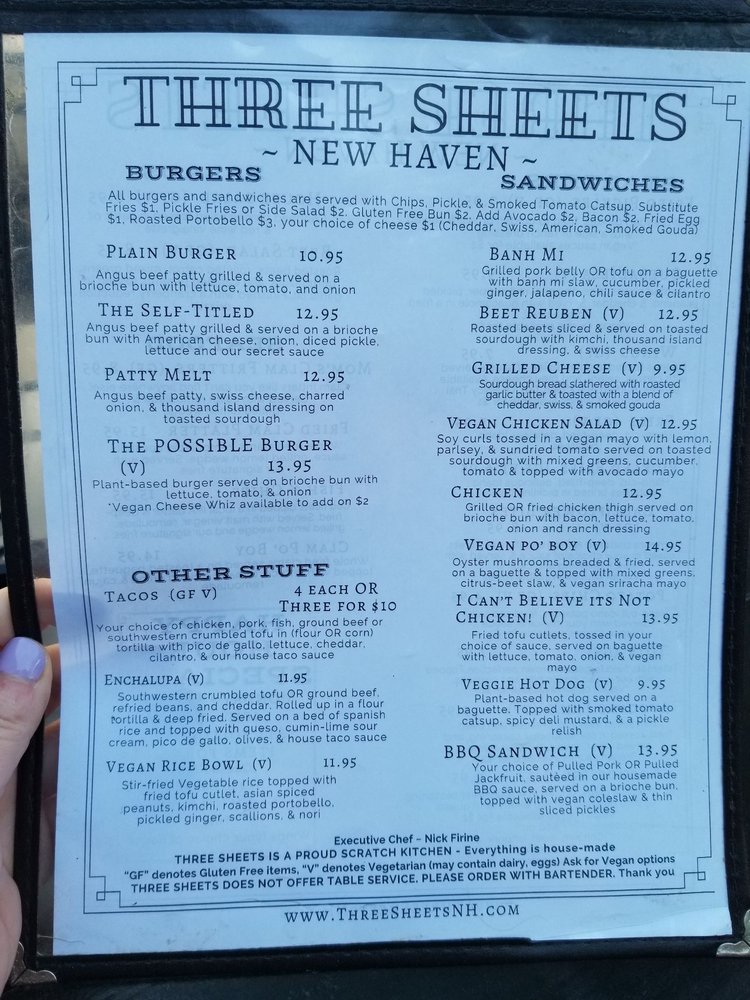 THREE SHEETS
~ NEW HAVEN ~
BURGERS
SANDWICHES
All burgers and sandwiches are served with Chips, Pickle, & Smoked Tomato Catsup. Substitute
Fries $1, Pickle Fries or Side Salad $2, Gluten Free Bun $2, Add Avocado $2, Bacon $2, Fried Egg
$1, Roasted Portobello $3, your choice of cheese $1 (Cheddar, Swiss, American, Smoked Gouda)
PLAIN BURGER 10.95
Angus beef patty grilled & served on a
brioche bun with lettuce, tomato, and onion
THE SELF-TITLED 12.95
Angus beef patty grilled & served on a brioche
bun with American cheese, onion, diced pickle,
lettuce and our secret sauce
PATTY MELT 12.95
Angus beef patty, swiss cheese, charred
onion, & thousand island dressing on
toasted sourdough
THE POSSIBLE BURGER
(V) 13.95
Plant-based burger served on brioche bun with
lettuce, tomato, & onion
*Vegan Cheese Whiz available to add on $2
OTHER STUFF
TACOS (GF V) 4 EACH OR
THREE FOR $10
Your choice of chicken, pork, fish, ground beef or
southwestern crumbled tofu in (flour OR corn)
tortilla with pico de gallo, lettuce, cheddar,
cilantro, & our house taco sauce
ENCHALUPA (V) 11.95
Southwestern crumbled tofu OR ground beef,
refried beans, and cheddar. Rolled up in a flour
tortilla & deep fried. Served on a bed of spanish
rice and topped with queso, cumin-lime sour
cream, pico de gallo, olives, & house taco sauce
VEGAN RICE BOWL (V) 11.95
Stir-fried Vegetable rice topped with
fried tofu cutlet, asian spiced
peanuts, kimchi, roasted portobello,
pickled ginger, scallions, & nori
BANH MI 12.95
Grilled pork belly OR tofu on a baguette
with banh mi slaw, cucumber, pickled
ginger, jalapeno, chili sauce & cilantro
BEET REUBEN (V) 12.95
Roasted beets sliced & served on toasted
sourdough with kimchi, thousand island
dressing, & swiss cheese
GRILLED CHEESE (V) 9.95
Sourdough bread slathered with roasted
garlic butter & toasted with a blend of
cheddar, swiss, & smoked gouda
VEGAN CHICKEN SALAD (V) 12.95
Soy curls tossed in a vegan mayo with lemon,
parlsey, & sundried tomato served on toasted
sourdough with mixed greens, cucumber,
tomato & topped with avocado mayo
CHICKEN 12.95
Grilled OR fried chicken thigh served on
brioche bun with bacon, lettuce, tomato,
onion and ranch dressing
VEGAN PO' BOY (V) 14.95
Oyster mushrooms breaded & fried, served
on a baguette & topped with mixed greens,
citrus-beet slaw, & vegan sriracha mayo
I CAN'T BELIEVE ITS NOT
CHICKEN! (V) 13.95
Fried tofu cutlets, tossed in your
choice of sauce, served on baguette
with lettuce, tomato, onion, & vegan
mayo
VEGGIE HOT DOG (V) 9.95
Plant-based hot dog served on a
baguette. Topped with smoked tomato
catsup, spicy deli mustard, & a pickle
relish
BBQ SANDWICH (V) 13.95
Your choice of Pulled Pork OR Pulled
Jackfruit, sautèed in our housemade
BBQ sauce, served on a brioche bun,
topped with vegan coleslaw & thin
sliced pickles
Executive Chef - Nick Firine
THREE SHEETS IS A PROUD SCRATCH KITCHEN - Everything is house-made
"GF" denotes Gluten Free items, "V" denotes Vegetarian (may contain dairy, eggs) Ask for Vegan options
THREE SHEETS DOES NOT OFFER TABLE SERVICE. PLEASE ORDER WITH BARTENDER. Thank you
WWW.THREESHEETSNH.COM